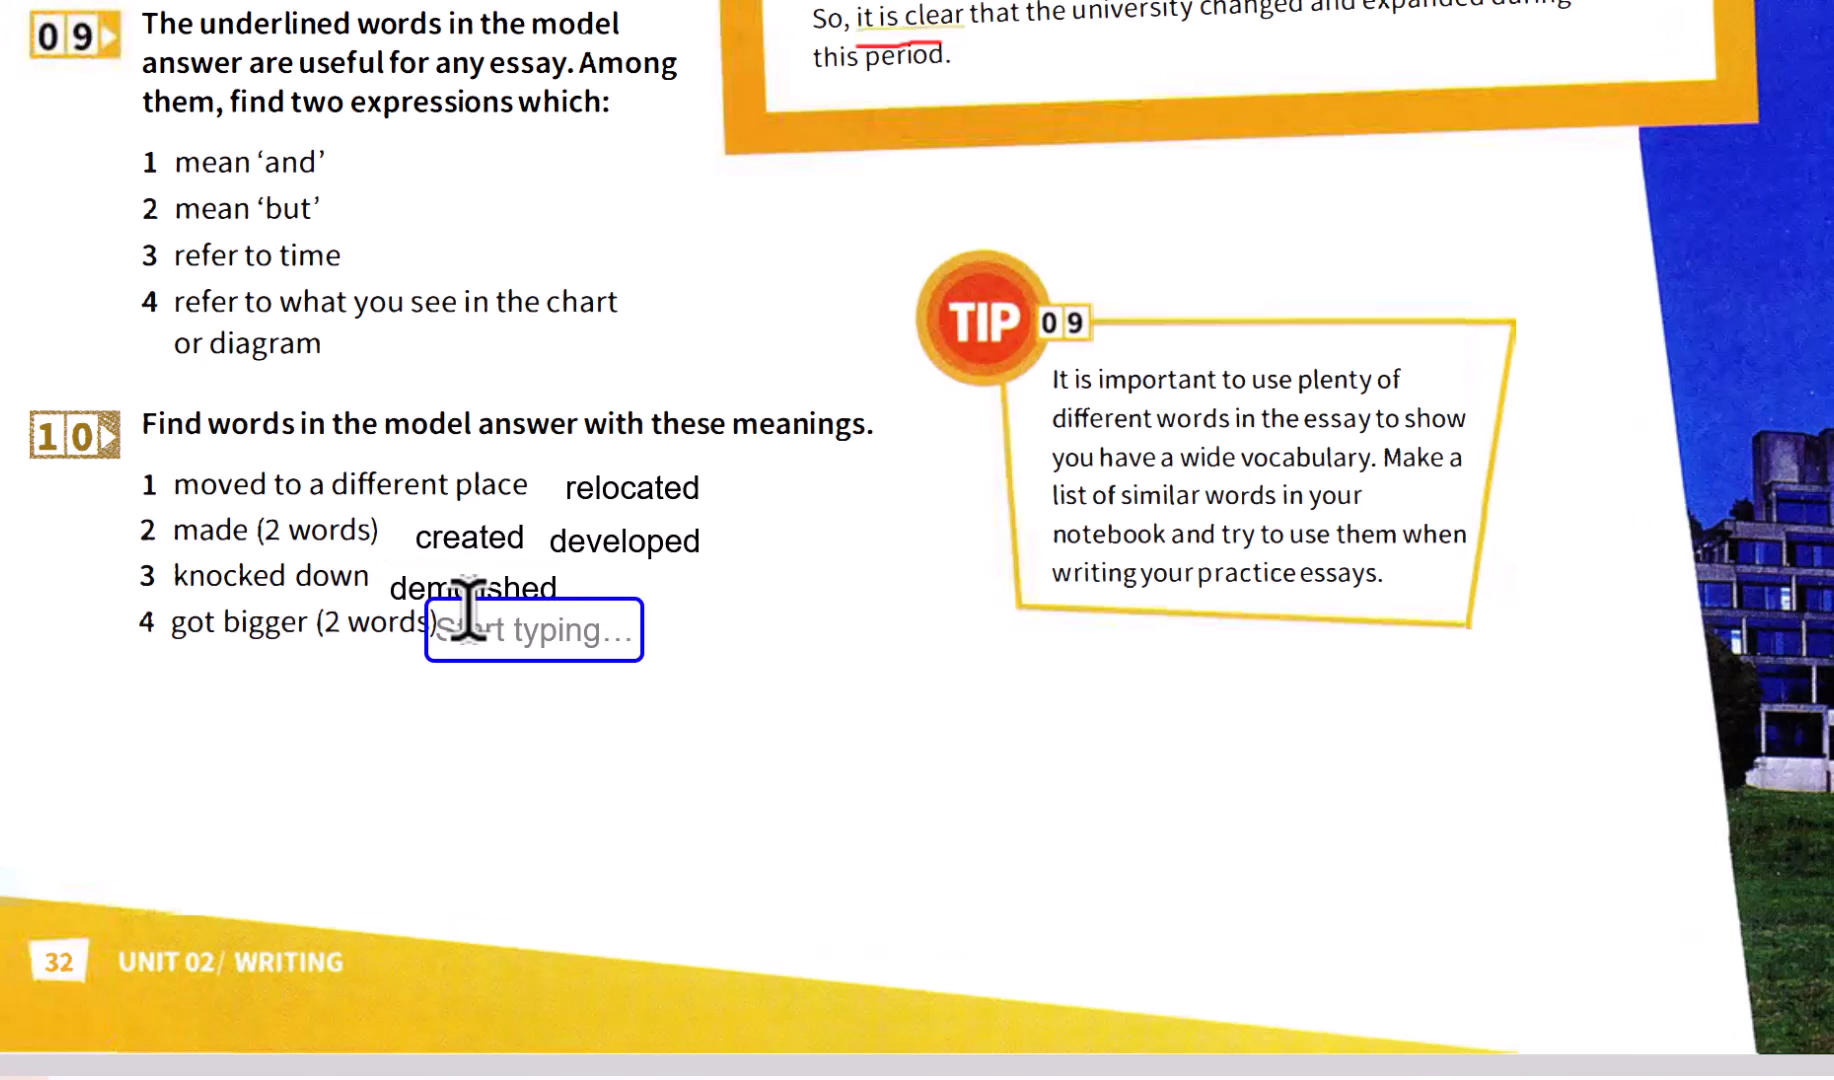 09
The underlined words in the model
answer are useful for any essay. Among
them, find two expressions which:
1 mean ‘and’
2 mean ‘but’
3 refer to time
4 refer to what you see in the chart
or diagram
10
Find words in the model answer with these meanings.
1 moved to a different place relocated
2 made (2 words) created developed
3 knocked down
4 got bigger (2 words) typing...
So, it is clear that the university changed and expanded during
this period.
TIP 09
It is important to use plenty of
different words in the essay to show
you have a wide vocabulary. Make a
list of similar words in your
notebook and try to use them when
writing your practice essays.
32 UNIT 02/ WRITING